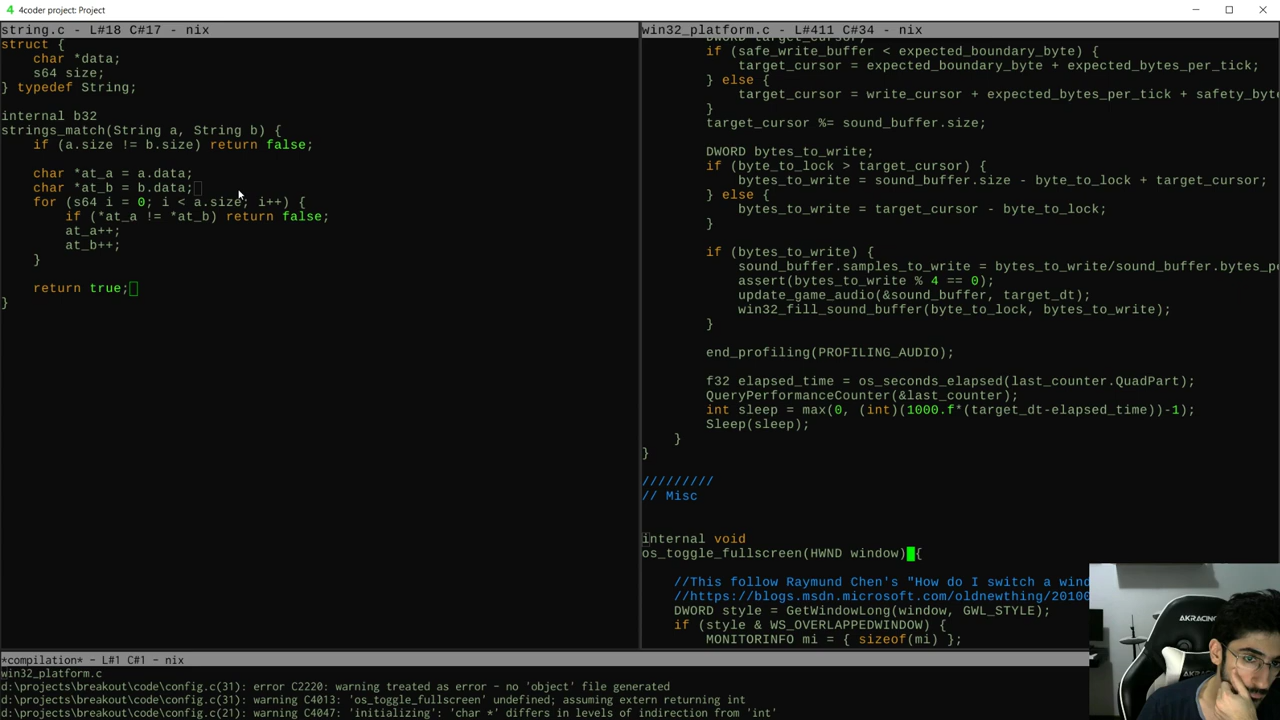 4coder project: Project
string.c - L#18 C#17 - nix
struct {
char *data;
s64 size;
} typedef String;
internal b32
strings_match(String a, String b) {
if (a.size != b.size) return false;
char *at_a = a.data;
char *at_b = b.data;
for (s64 i = 0; i < a.size; i++) {
if (*at_a != *at_b) return false;
at_a++;
at_b++;
}
return true;
}
win32_platform.c - L#411 C#34 - nix
DWORD target_cursor;
if (safe_write_buffer < expected_boundary_byte) {
target_cursor = expected_boundary_byte + expected_bytes_per_tick;
} else {
target_cursor = write_cursor + expected_bytes_per_tick + safety_byt
}
target_cursor %= sound_buffer.size;
DWORD bytes_to_write;
if (byte_to_lock > target_cursor) {
bytes_to_write = sound_buffer.size - byte_to_lock + target_cursor;
} else {
bytes_to_write = target_cursor - byte_to_lock;
}
if (bytes_to_write) {
sound_buffer.samples_to_write = bytes_to_write/sound_buffer.bytes_p
assert(bytes_to_write % 4 == 0);
update_game_audio(&sound_buffer, target_dt);
win32_fill_sound_buffer(byte_to_lock, bytes_to_write);
}
end_profiling(PROFILING_AUDIO);
f32 elapsed_time = os_seconds_elapsed(last_counter.QuadPart);
QueryPerformanceCounter(&last_counter);
int sleep = max(0, (int)(1000.f*(target_dt-elapsed_time))-1);
Sleep(sleep);
}
}
/////////
// Misc
internal void
os_toggle_fullscreen(HWND window) {
//This follow Raymund Chen's "How do I switch a wind
//https://blogs.msdn.microsoft.com/oldnewthing/20100
DWORD style = GetWindowLong(window, GWL_STYLE);
if (style & WS_OVERLAPPEDWINDOW) {
MONITORINFO mi = { sizeof(mi) };
*compilation* - L#1 C#1 - nix
win32_platform.c
d:\projects\breakout\code\config.c(31): error C2220: warning treated as error - no 'object' file generated
d:\projects\breakout\code\config.c(31): warning C4013: 'os_toggle_fullscreen' undefined; assuming extern returning int
d:\projects\breakout\code\config.c(21): warning C4047: 'initializing': 'char *' differs in levels of indirection from 'int'
AKRACING